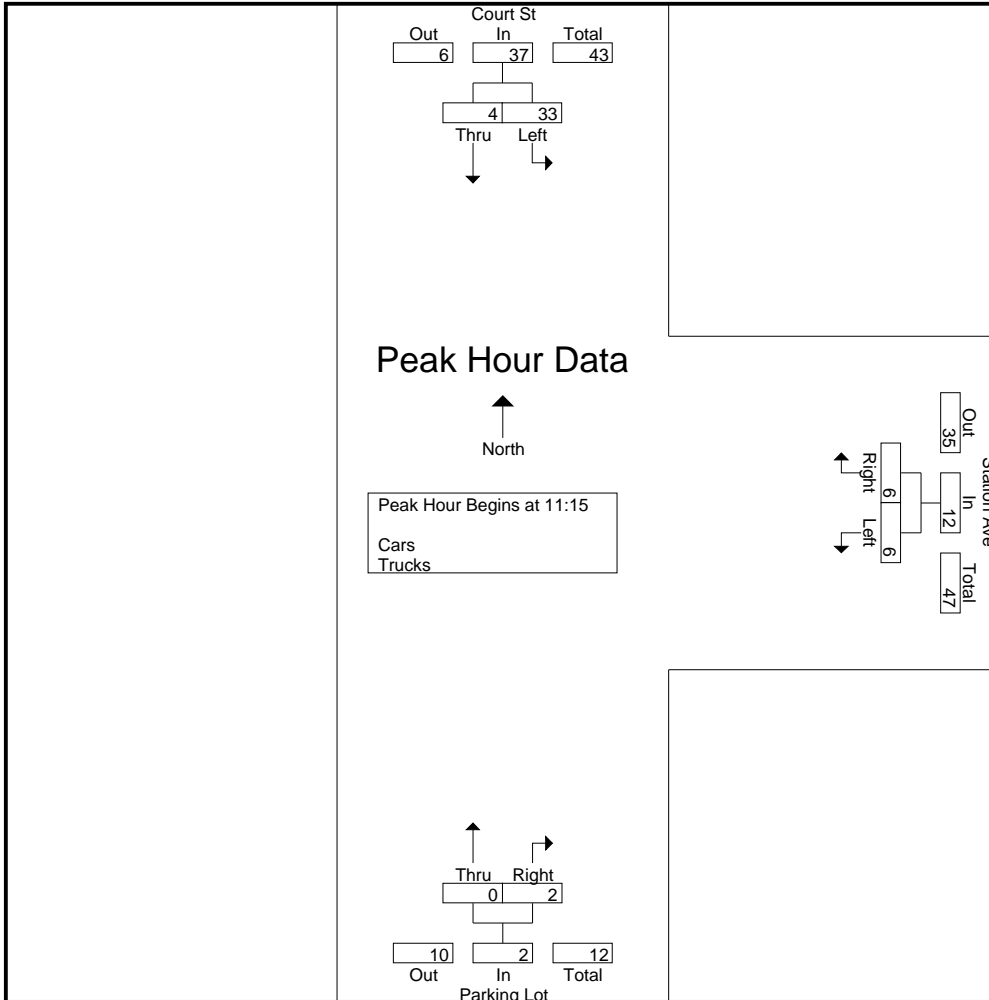 Court St
Out In Total
6 37 43
4 33
Thru Left
Peak Hour Data
North
Peak Hour Begins at 11:15
Cars
Trucks
Right Left
6 6
Out In Total
35 12 47
Station Ave
Thru Right
0 2
10 2 12
Out In Total
Parking Lot